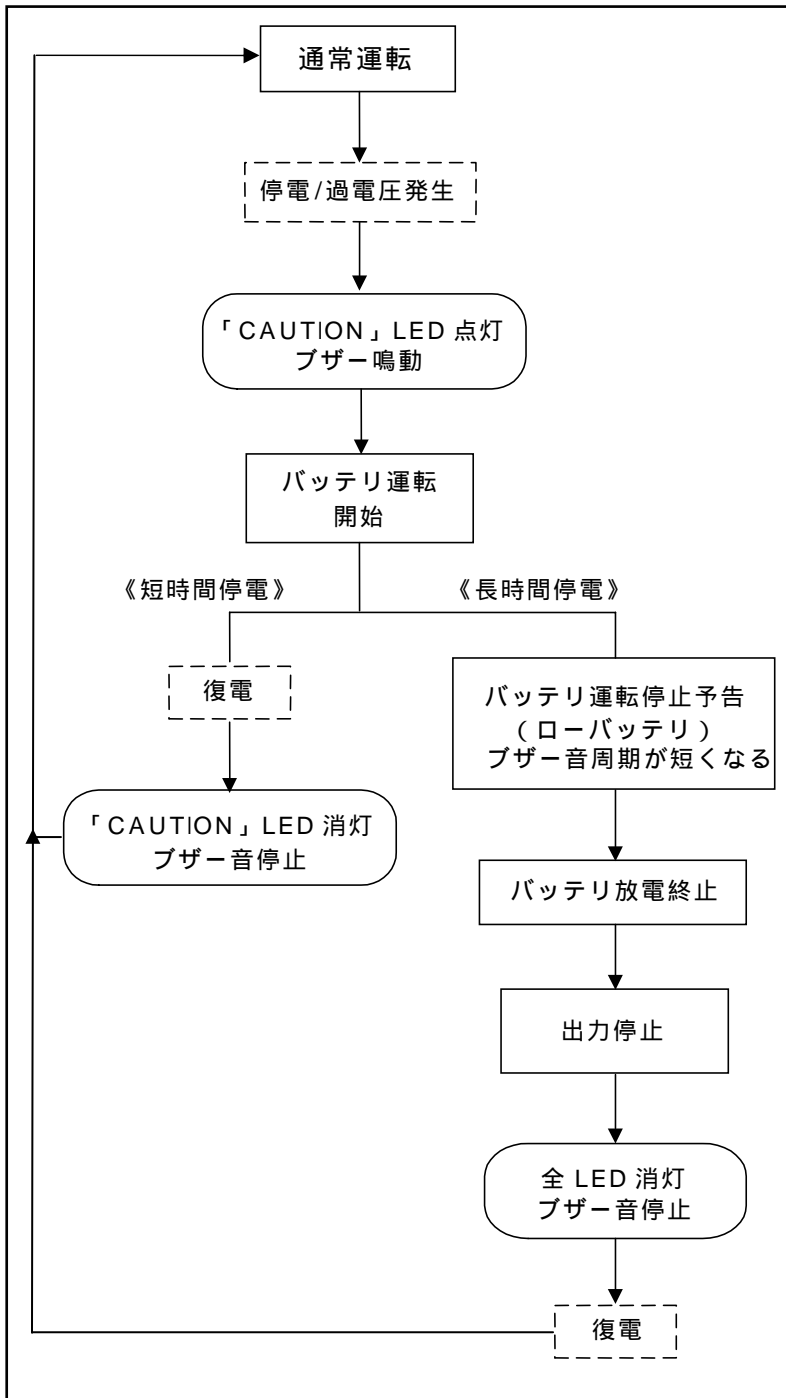 通常運転
停電/過電圧発生
「CAUTION」LED 点灯
ブザー鳴動
バッテリ運転
開始
《短時間停電》
《長時間停電》
復電
「CAUTION」LED 消灯
ブザー音停止
バッテリ運転停止予告
(ローバッテリ)
ブザー音周期が短くなる
バッテリ放電終止
出力停止
全 LED 消灯
ブザー音停止
復電